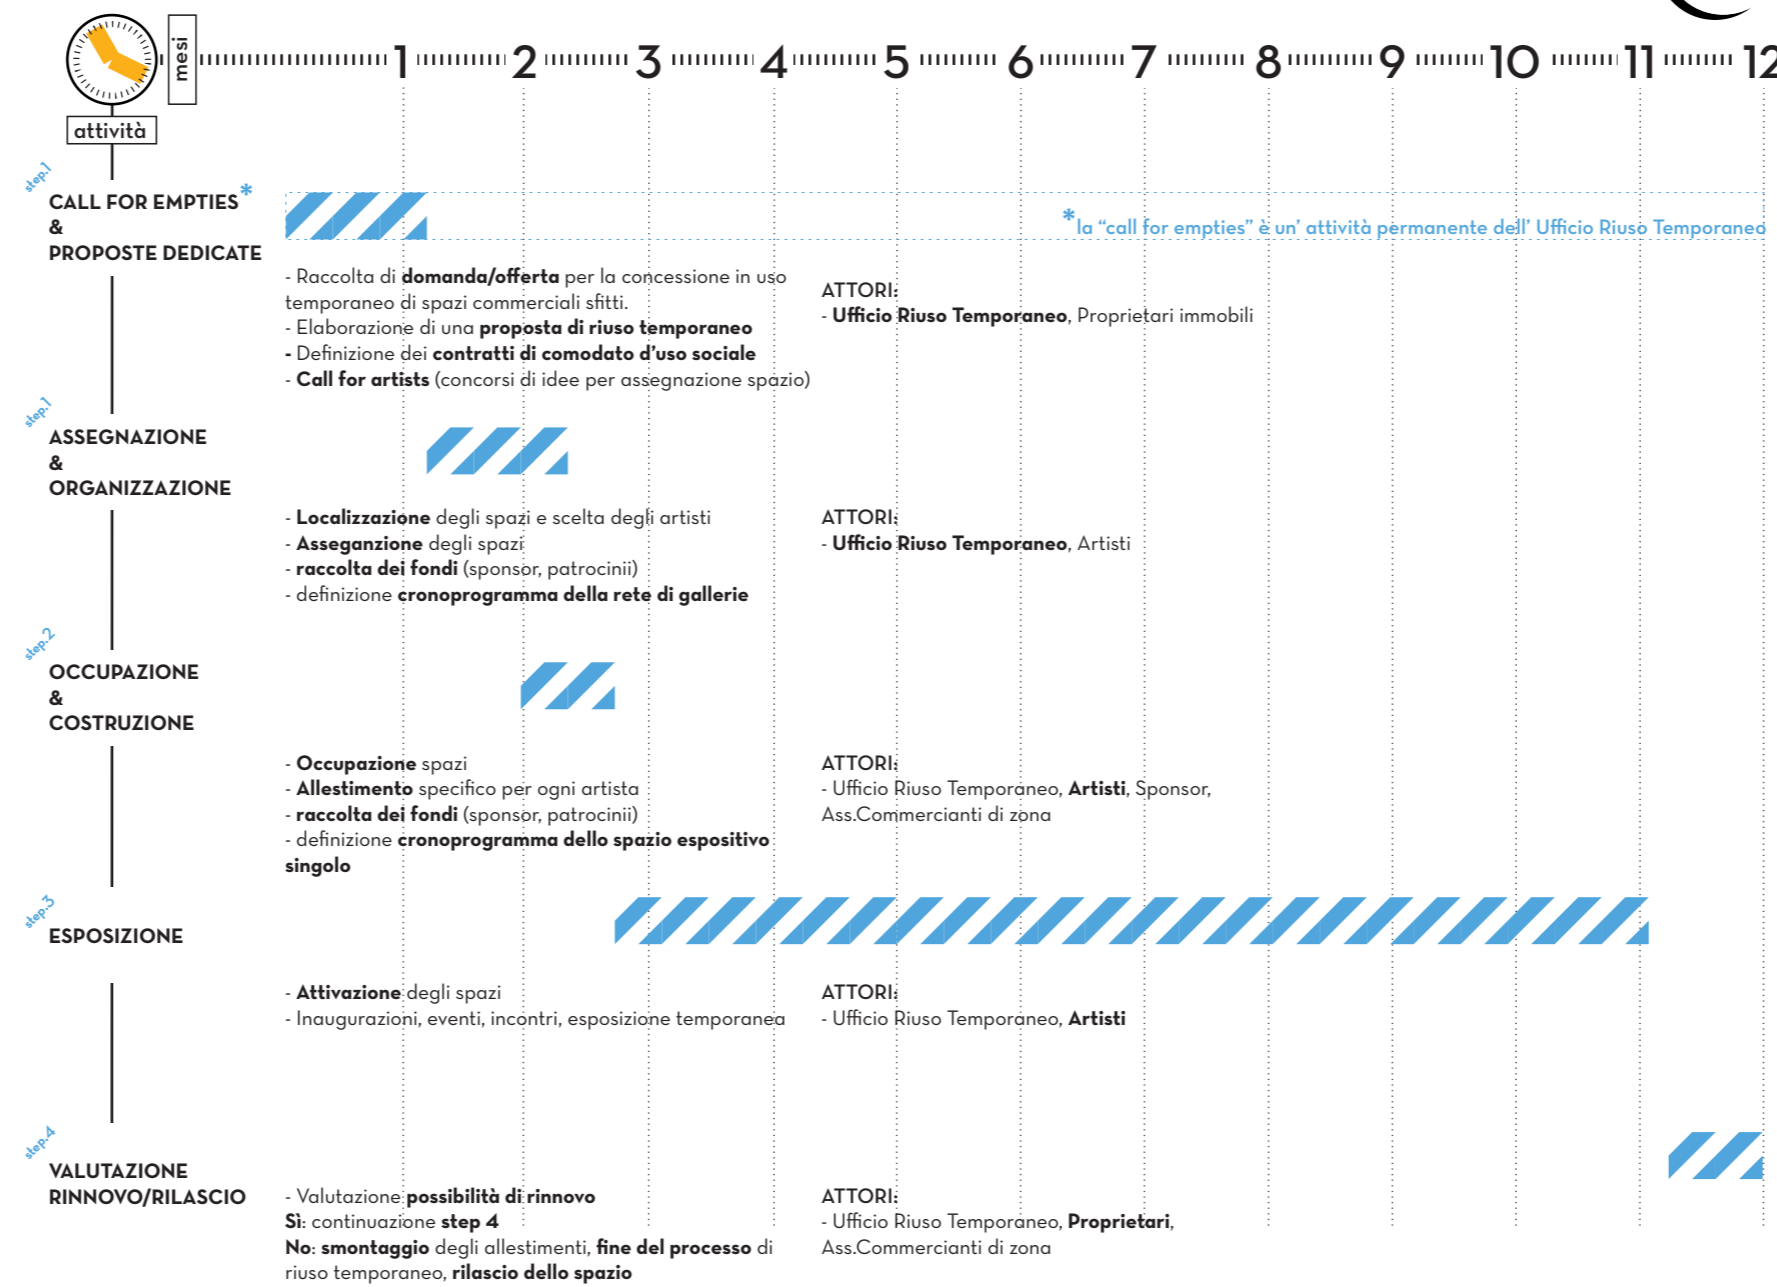 mesi
1 2 3 4 5 6 7 8 9 10 11 12
attività
step.1
CALL FOR EMPTIES*
&
PROPOSTE DEDICATE
*la “call for empties” è un’ attività permanente dell’ Ufficio Riuso Temporaneo
- Raccolta di domanda/offerta per la concessione in uso
temporaneo di spazi commerciali sfitti.
- Elaborazione di una proposta di riuso temporaneo
- Definizione dei contratti di comodato d’uso sociale
- Call for artists (concorsi di idee per assegnazione spazio)
ATTORI:
- Ufficio Riuso Temporaneo, Proprietari immobili
step.1
ASSEGNAZIONE
&
ORGANIZZAZIONE
- Localizzazione degli spazi e scelta degli artisti
- Asseganzione degli spazi
- raccolta dei fondi (sponsor, patrocinii)
- definizione cronoprogramma della rete di gallerie
ATTORI:
- Ufficio Riuso Temporaneo, Artisti
step.2
OCCUPAZIONE
&
COSTRUZIONE
- Occupazione spazi
- Allestimento specifico per ogni artista
- raccolta dei fondi (sponsor, patrocinii)
- definizione cronoprogramma dello spazio espositivo
singolo
ATTORI:
- Ufficio Riuso Temporaneo, Artisti, Sponsor,
Ass.Commercianti di zona
step.3
ESPOSIZIONE
- Attivazione degli spazi
- Inaugurazioni, eventi, incontri, esposizione temporanea
ATTORI:
- Ufficio Riuso Temporaneo, Artisti
step.4
VALUTAZIONE
RINNOVO/RILASCIO
- Valutazione possibilità di rinnovo
Sì: continuazione step 4
No: smontaggio degli allestimenti, fine del processo di
riuso temporaneo, rilascio dello spazio
ATTORI:
- Ufficio Riuso Temporaneo, Proprietari,
Ass.Commercianti di zona